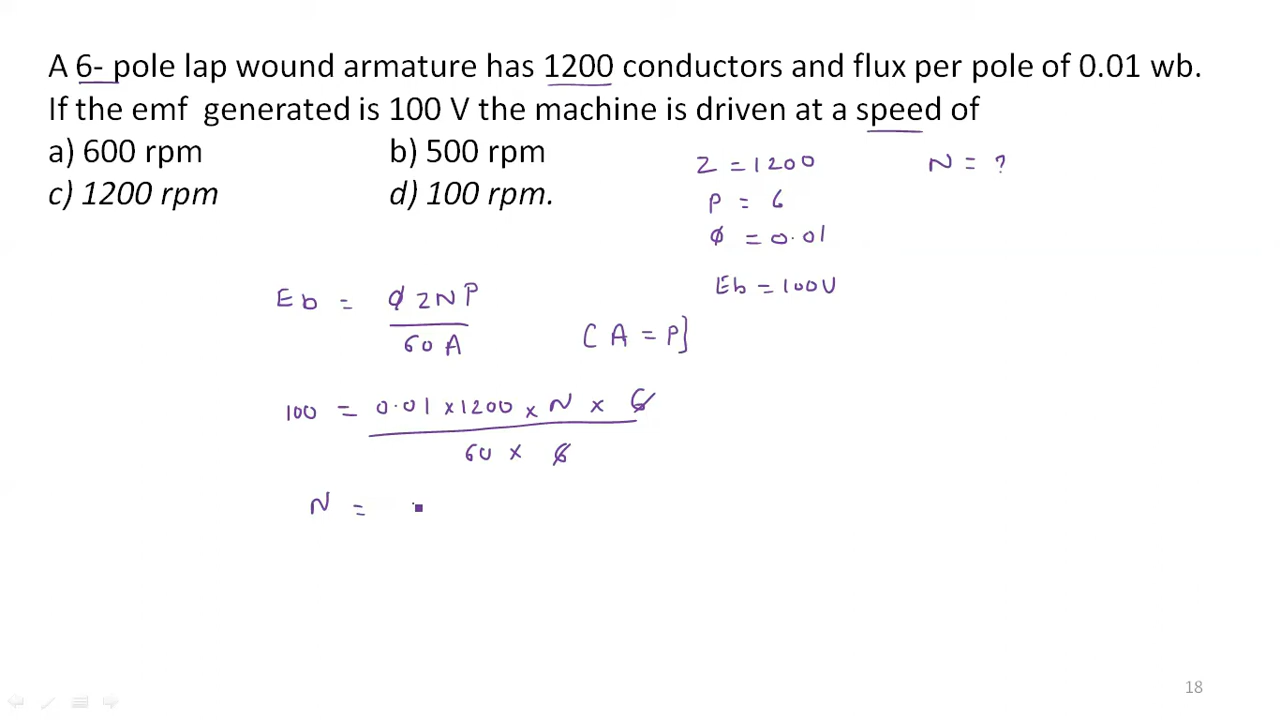 A 6- pole lap wound armature has 1200 conductors and flux per pole of 0.01 wb.
If the emf generated is 100 V the machine is driven at a speed of
a) 600 rpm b) 500 rpm
c) 1200 rpm d) 100 rpm.
Z = 1200 N = ?
P = 6
ϕ = 0.01
Eb = 100V
Eb = ϕ Z N P
60 A
[ A = P]
100 = 0.01 x 1200 x N x 6
60 x 6
N =
18